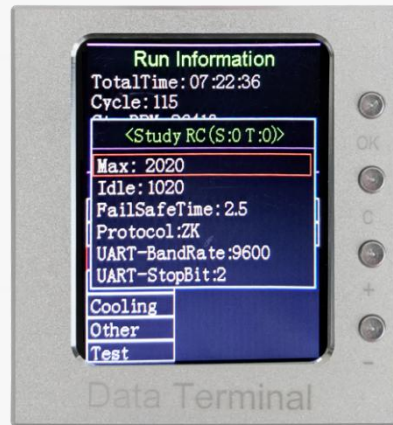 Run Information
TotalTime:07:22:36
Cycle:115
<Study RC(S:0 T:0)>
Max: 2020
Idle:1020
FailSafeTime:2.5
Protocol:ZK
UART-BandRate:9600
UART-StopBit:2
Cooling
Other
Test
OK
C
+
-
Data Terminal